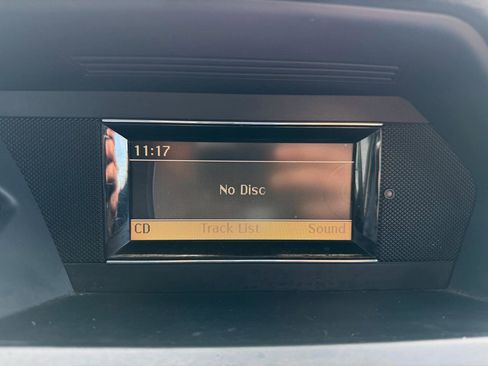 11:17
No Disc
CD Track List Sound